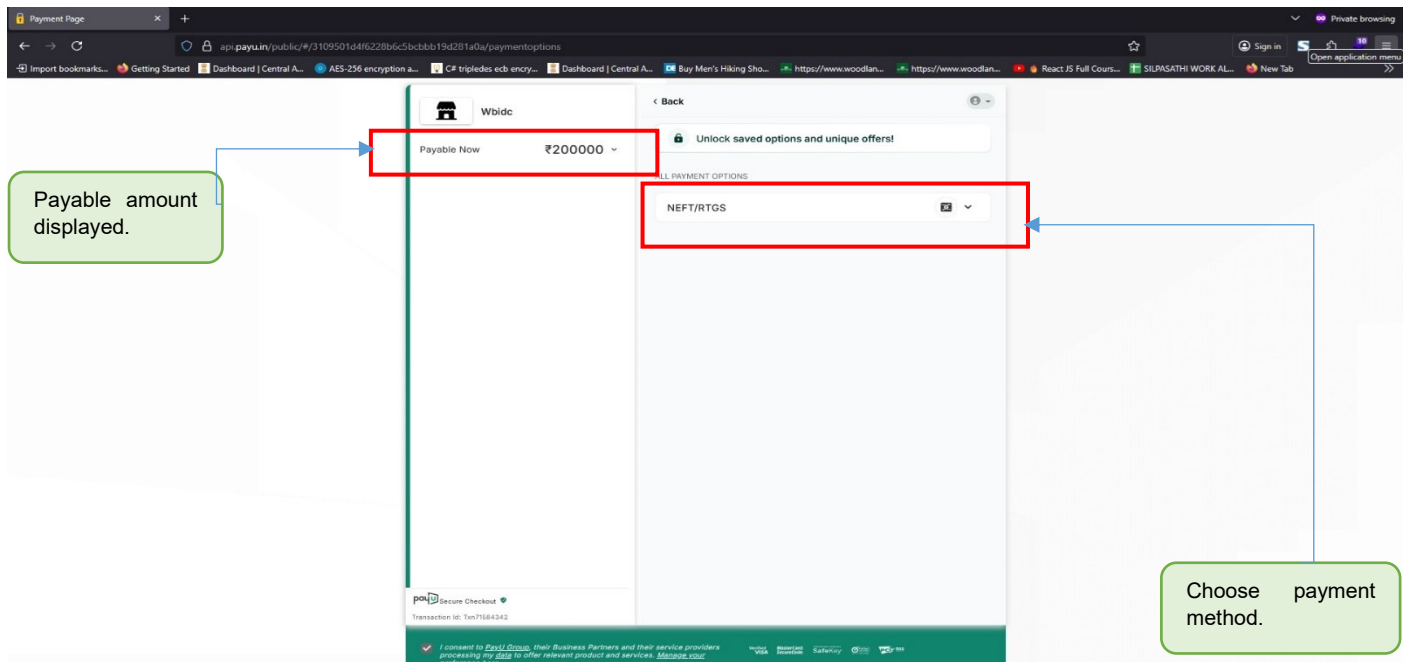 Payment Page × +
Private browsing
api.payu.in/public/#/3109501d4f6228b6c5bcbbb19d281a0a/paymentoptions
Sign in
10
Import bookmarks... Getting Started Dashboard | Central A... AES-256 encryption a... C# tripledes ecb encry... Dashboard | Central A... Buy Men's Hiking Sho... https://www.woodlan... https://www.woodlan... React JS Full Cours... SILPASATHI WORK AL... New Tab
Open application menu
Wbidc
< Back
Unlock saved options and unique offers!
Payable Now ₹200000
ALL PAYMENT OPTIONS
NEFT/RTGS
Payable amount
displayed.
Choose payment
method.
payU Secure Checkout
Transaction Id: Txn71584342
I consent to PayU Group, their Business Partners and their service providers
processing my data to offer relevant product and services. Manage your
VISA
SafeKey